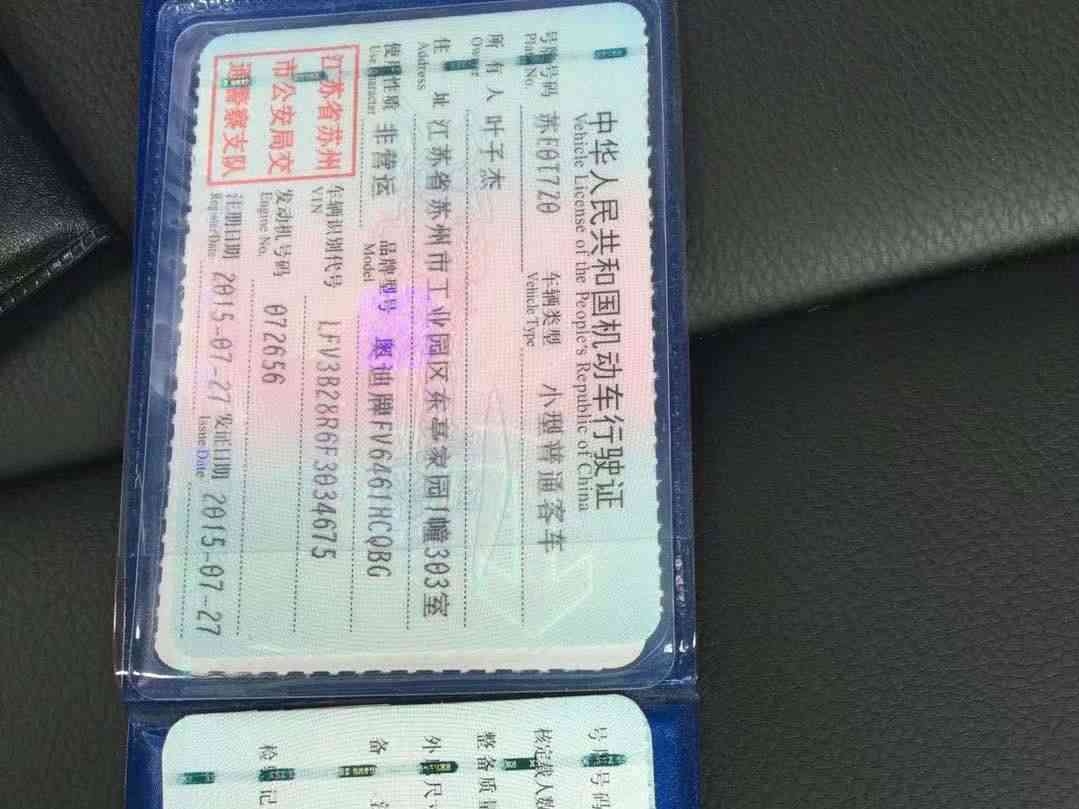 中华人民共和国机动车行驶证
Vehicle License of the People's Republic of China
号牌号码 苏E0T7Z0 车辆类型 小型普通客车
Plate No. Vehicle Type
所有人 叶子杰
Owner
住址 江苏省苏州市工业园区东亭家园1幢303室
Address
使用性质 非营运 品牌型号 奥迪牌FV6461HCQBG
Use Character Model
江苏省苏州
市公安局交
通警察支队
车辆识别代号 LFV3B28R6F3034675
VIN
发动机号码 072656
Engine No.
注册日期 2015-07-27 发证日期 2015-07-27
Register Date Issue Date
号牌号码
核定载人数
整备质量
外
备
检 记